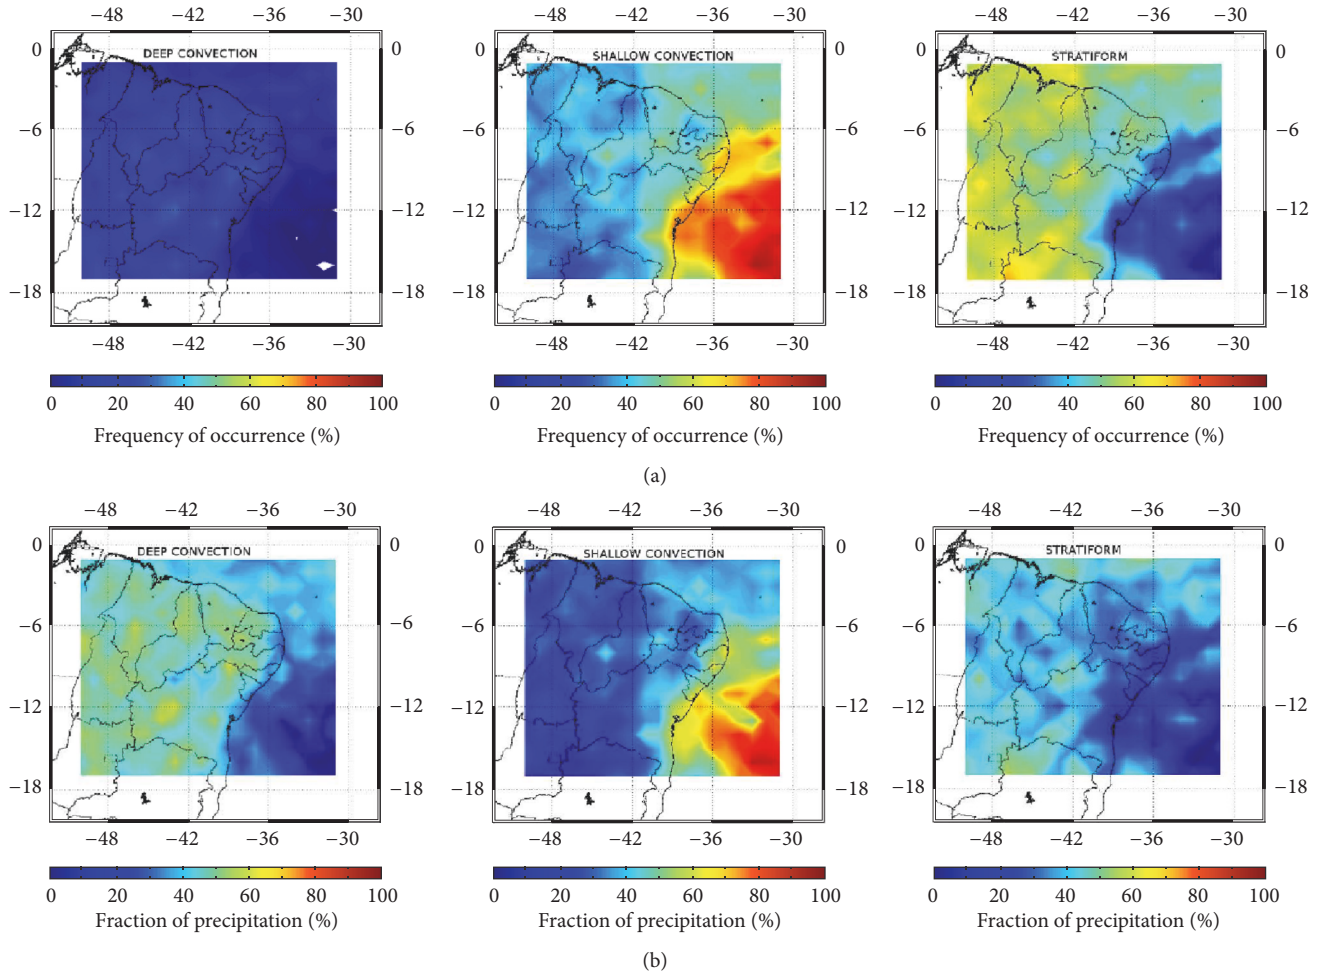 −48 −42 −36 −30
−48 −42 −36 −30
−48 −42 −36 −30
DEEP CONVECTION
SHALLOW CONVECTION
STRATIFORM
0 0 0 0 0 0
−6 −6 −6 −6 −6 −6
−12 −12 −12 −12 −12 −12
−18 −18 −18 −18 −18 −18
−48 −42 −36 −30
−48 −42 −36 −30
−48 −42 −36 −30
0 20 40 60 80 100
0 20 40 60 80 100
0 20 40 60 80 100
Frequency of occurrence (%)
Frequency of occurrence (%)
Frequency of occurrence (%)
(a)
−48 −42 −36 −30
−48 −42 −36 −30
−48 −42 −36 −30
DEEP CONVECTION
SHALLOW CONVECTION
STRATIFORM
0 0 0 0 0 0
−6 −6 −6 −6 −6 −6
−12 −12 −12 −12 −12 −12
−18 −18 −18 −18 −18 −18
−48 −42 −36 −30
−48 −42 −36 −30
−48 −42 −36 −30
0 20 40 60 80 100
0 20 40 60 80 100
0 20 40 60 80 100
Fraction of precipitation (%)
Fraction of precipitation (%)
Fraction of precipitation (%)
(b)